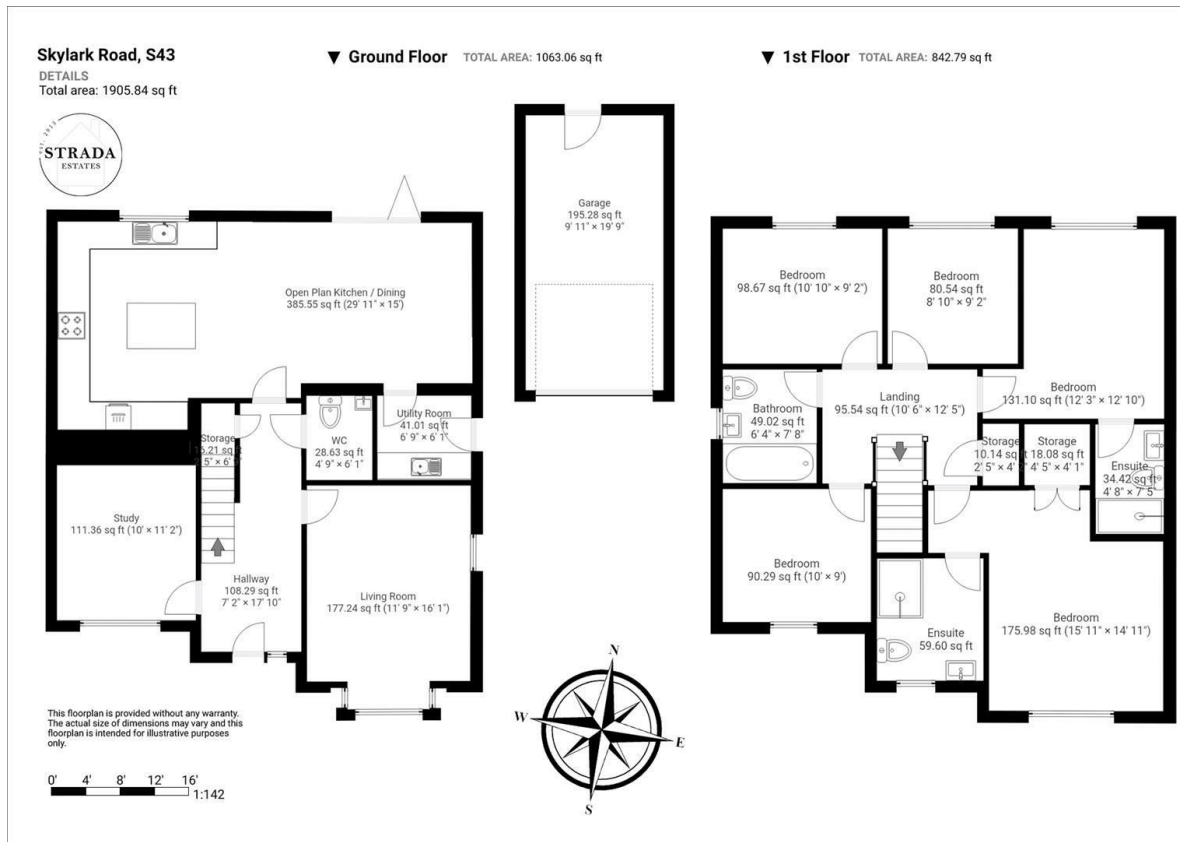 Skylark Road, S43
DETAILS
Total area: 1905.84 sq ft
EST. 2013
STRADA
ESTATES
▼ Ground Floor TOTAL AREA: 1063.06 sq ft
▼ 1st Floor TOTAL AREA: 842.79 sq ft
Open Plan Kitchen / Dining
385.55 sq ft (29' 11" × 15')
Storage
sq ft
Study
111.36 sq ft (10' × 11' 2")
Hallway
108.29 sq ft
7' 2" × 17' 10"
WC
28.63 sq ft
4' 9" × 6' 1"
Utility Room
41.01 sq ft
6' 9" × 6' 1"
Living Room
177.24 sq ft (11' 9" × 16' 1")
Garage
195.28 sq ft
9' 11" × 19' 9"
Bedroom
98.67 sq ft (10' 10" × 9' 2")
Bedroom
80.54 sq ft
8' 10" × 9' 2"
Bedroom
131.10 sq ft (12' 3" × 12' 10")
Bathroom
49.02 sq ft
6' 4" × 7' 8"
Landing
95.54 sq ft (10' 6" × 12' 5")
Storage
10.14 sq ft
2' 5" ×
Storage
18.08 sq ft
4' 5" × 4' 1"
Ensuite
34.42 sq ft
4' 8" × 7' 5"
Bedroom
90.29 sq ft (10' × 9')
Ensuite
59.60 sq ft
Bedroom
175.98 sq ft (15' 11" × 14' 11")
N
W
E
S
This floorplan is provided without any warranty.
The actual size of dimensions may vary and this
floorplan is intended for illustrative purposes
only.
0' 4' 8' 12' 16'
1:142